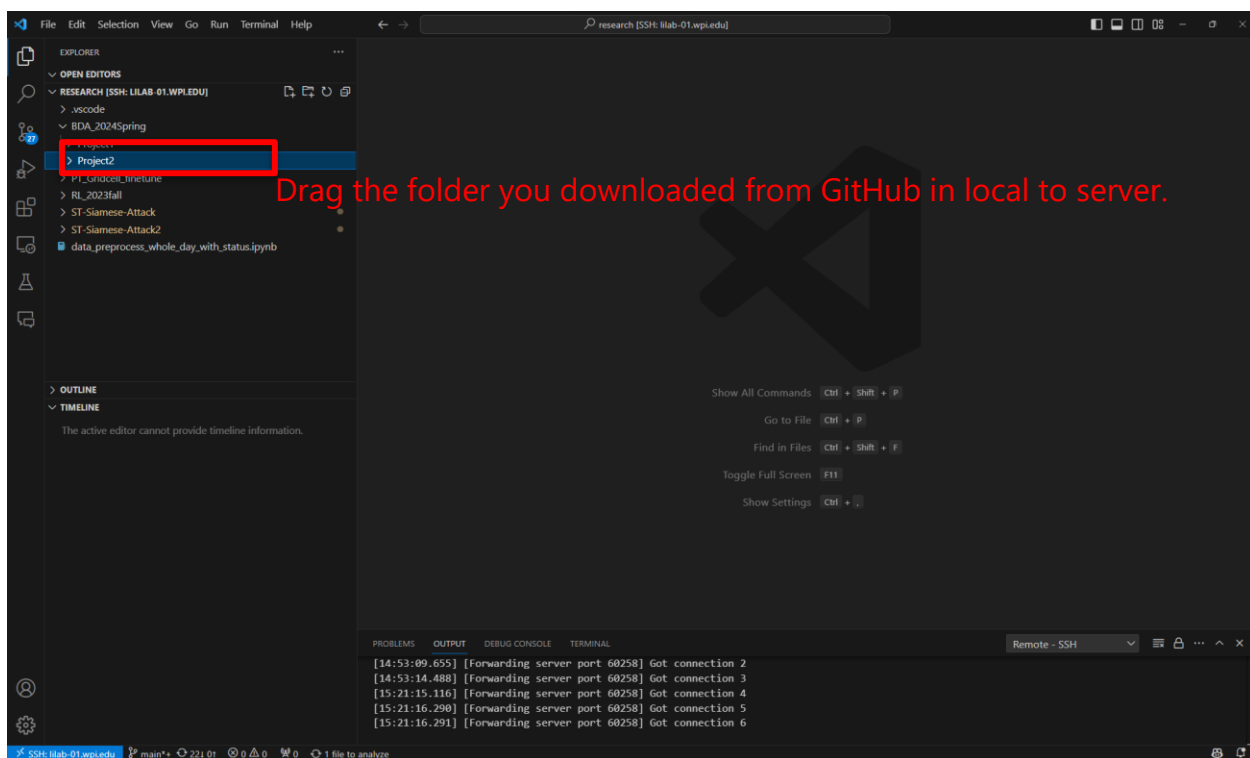 File Edit Selection View Go Run Terminal Help
research [SSH: lilab-01.wpi.edu]
EXPLORER
OPEN EDITORS
RESEARCH [SSH: LILAB-01.WPI.EDU]
.vscode
BDA_2024Spring
Project1
Project2
PT_Gridcell_finetune
RL_2023fall
ST-Siamese-Attack
ST-Siamese-Attack2
data_preprocess_whole_day_with_status.ipynb
27
Drag the folder you downloaded from GitHub in local to server.
OUTLINE
TIMELINE
The active editor cannot provide timeline information.
Show All Commands Ctrl + Shift + P
Go to File Ctrl + P
Find in Files Ctrl + Shift + F
Toggle Full Screen F11
Show Settings Ctrl + ,
PROBLEMS OUTPUT DEBUG CONSOLE TERMINAL Remote - SSH
[14:53:09.655] [Forwarding server port 60258] Got connection 2
[14:53:14.488] [Forwarding server port 60258] Got connection 3
[15:21:15.116] [Forwarding server port 60258] Got connection 4
[15:21:16.290] [Forwarding server port 60258] Got connection 5
[15:21:16.291] [Forwarding server port 60258] Got connection 6
SSH: lilab-01.wpi.edu main*+ 22↓ 0↑ 0 0 0 1 file to analyze